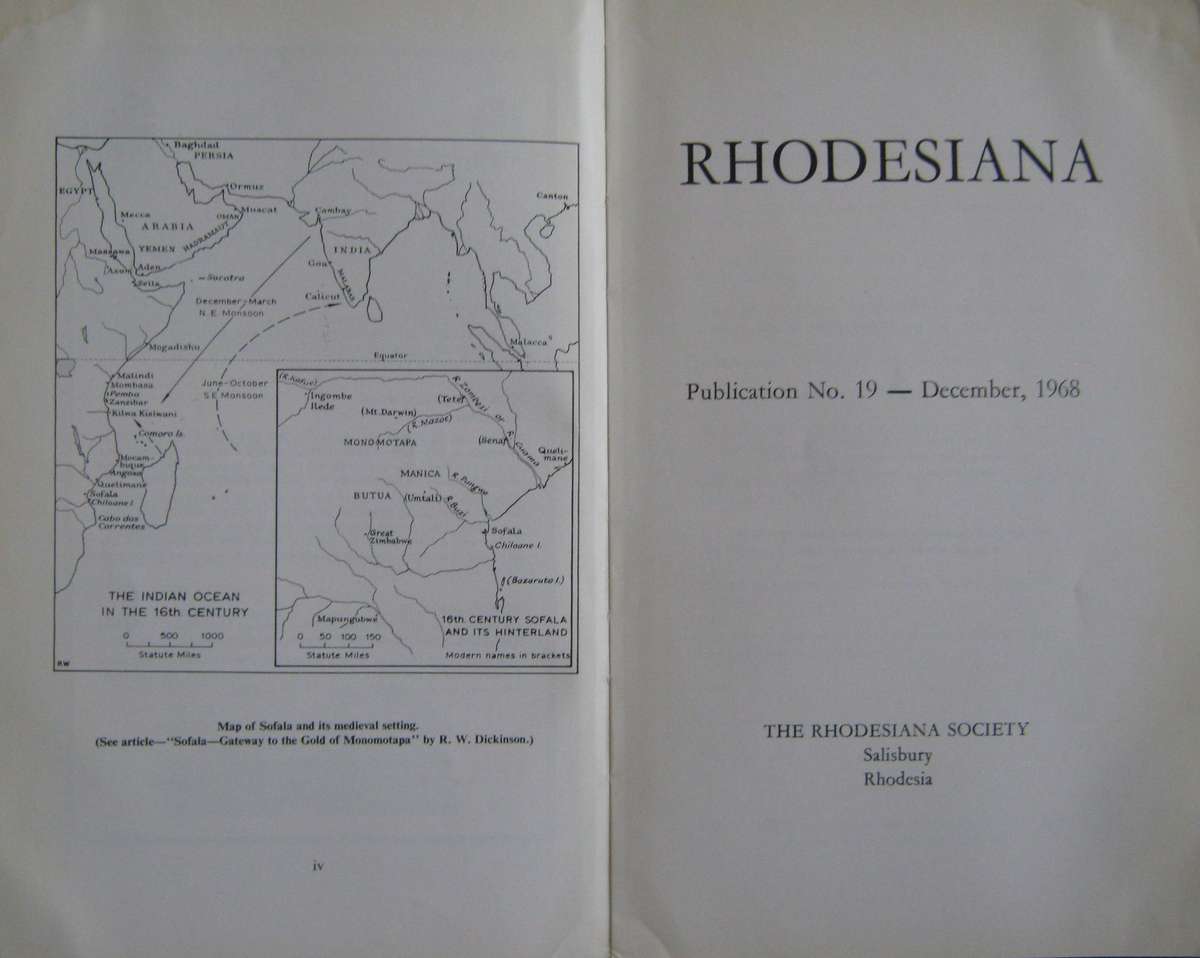 Baghdad
PERSIA
EGYPT
Ormuz
Muscat
OMAN
Mecca
ARABIA
HADRAMAUT
YEMEN
Massawa
Axum
Aden
Zeila
Socotra
Cambay
INDIA
Goa
MALABAR
Calicut
Canton
December-March
N.E. Monsoon
Mogadishu
Malacca
Equator
Malindi
Mombasa
Pemba
Zanzibar
Kilwa Kisiwani
Comoro Is.
June-October
S.E. Monsoon
Mocam-
bique
Angoxa
Quelimane
Sofala
Chiloane I.
Cabo das
Correntes
THE INDIAN OCEAN
IN THE 16th CENTURY
0 500 1000
Statute Miles
(R. Kafue)
Ingombe
Ilede
R. Zambesi or R. Cuama
(Tete)
(Mt. Darwin)
(R. Mazoe)
MONOMOTAPA
(Sena)
Queli-
mane
MANICA
R. Pungwe
BUTUA
(Umtali)
R. Buzi
Great
Zimbabwe
Sofala
Chiloane I.
(Bazaruto I.)
Mapungubwe
16th. CENTURY SOFALA
AND ITS HINTERLAND
0 50 100 150
Statute Miles
Modern names in brackets
Map of Sofala and its medieval setting.
(See article—"Sofala—Gateway to the Gold of Monomotapa" by R. W. Dickinson.)
iv
RHODESIANA
Publication No. 19 — December, 1968
THE RHODESIANA SOCIETY
Salisbury
Rhodesia